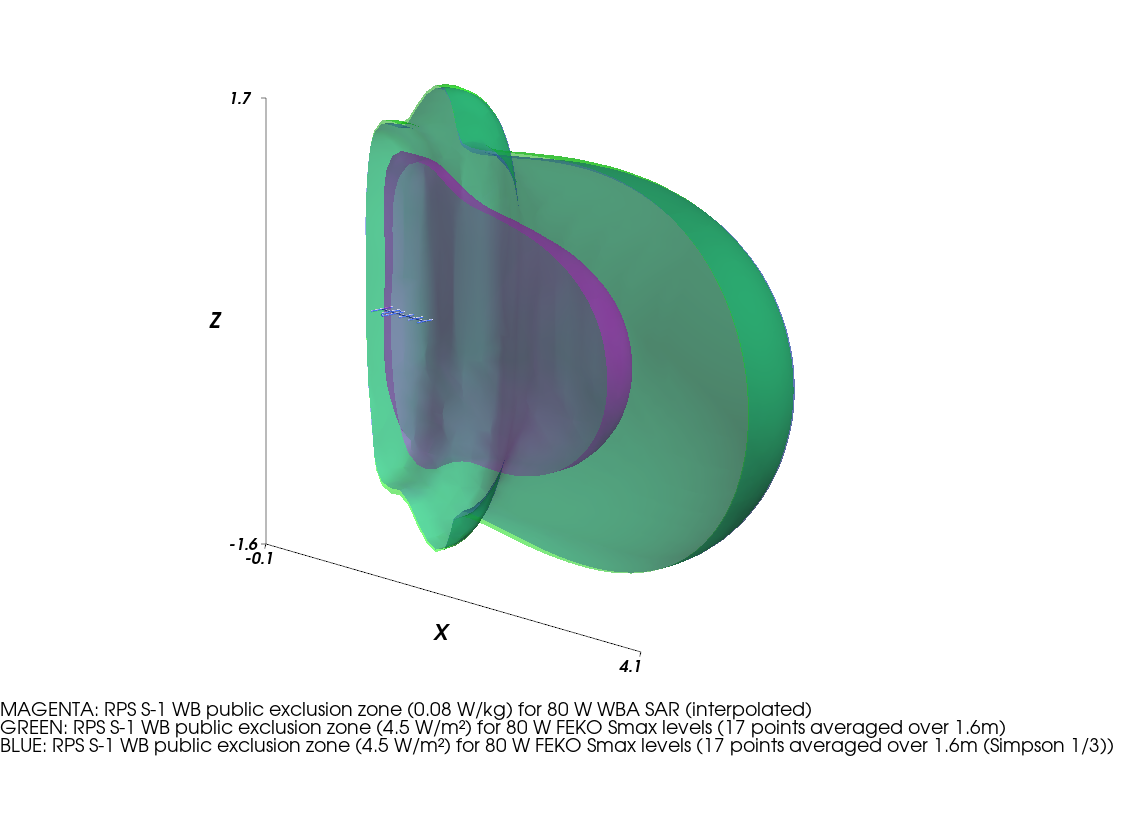 1.7
Z
-1.6
-0.1
X
4.1
MAGENTA: RPS S-1 WB public exclusion zone (0.08 W/kg) for 80 W WBA SAR (interpolated)
GREEN: RPS S-1 WB public exclusion zone (4.5 W/m²) for 80 W FEKO Smax levels (17 points averaged over 1.6m)
BLUE: RPS S-1 WB public exclusion zone (4.5 W/m²) for 80 W FEKO Smax levels (17 points averaged over 1.6m (Simpson 1/3))